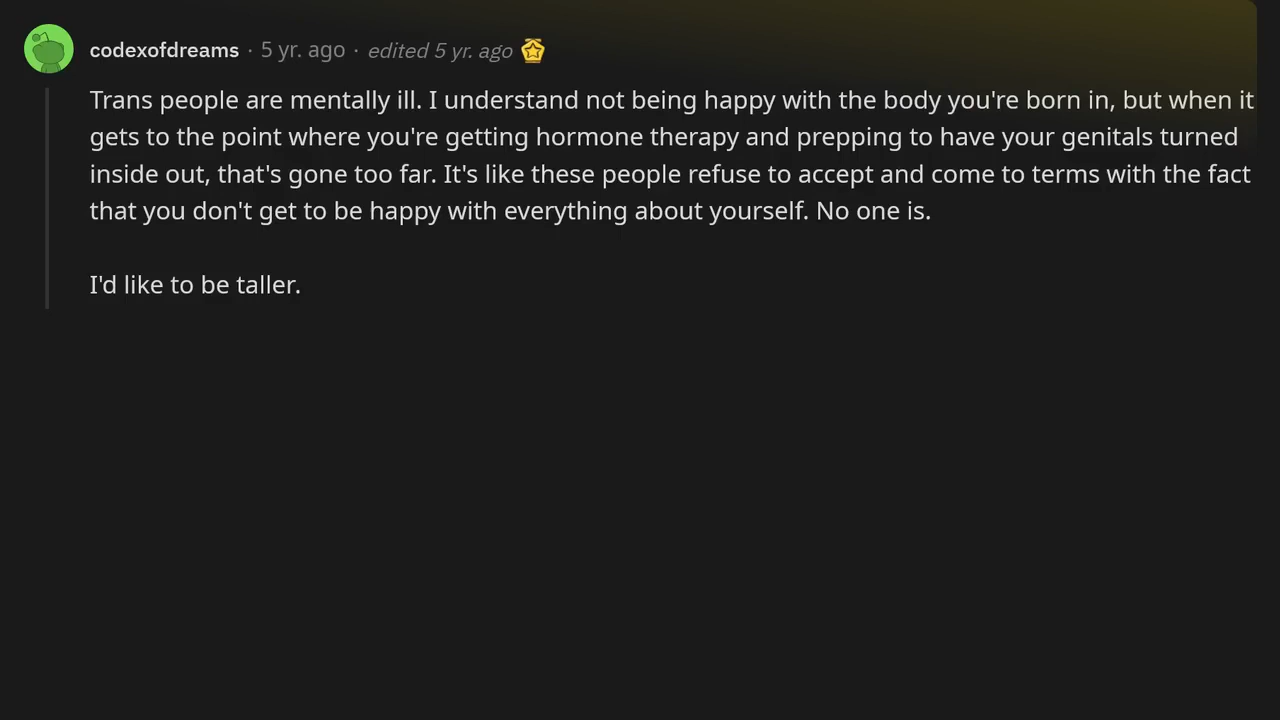 codexofdreams · 5 yr. ago · edited 5 yr. ago
Trans people are mentally ill. I understand not being happy with the body you're born in, but when it
gets to the point where you're getting hormone therapy and prepping to have your genitals turned
inside out, that's gone too far. It's like these people refuse to accept and come to terms with the fact
that you don't get to be happy with everything about yourself. No one is.
I'd like to be taller.